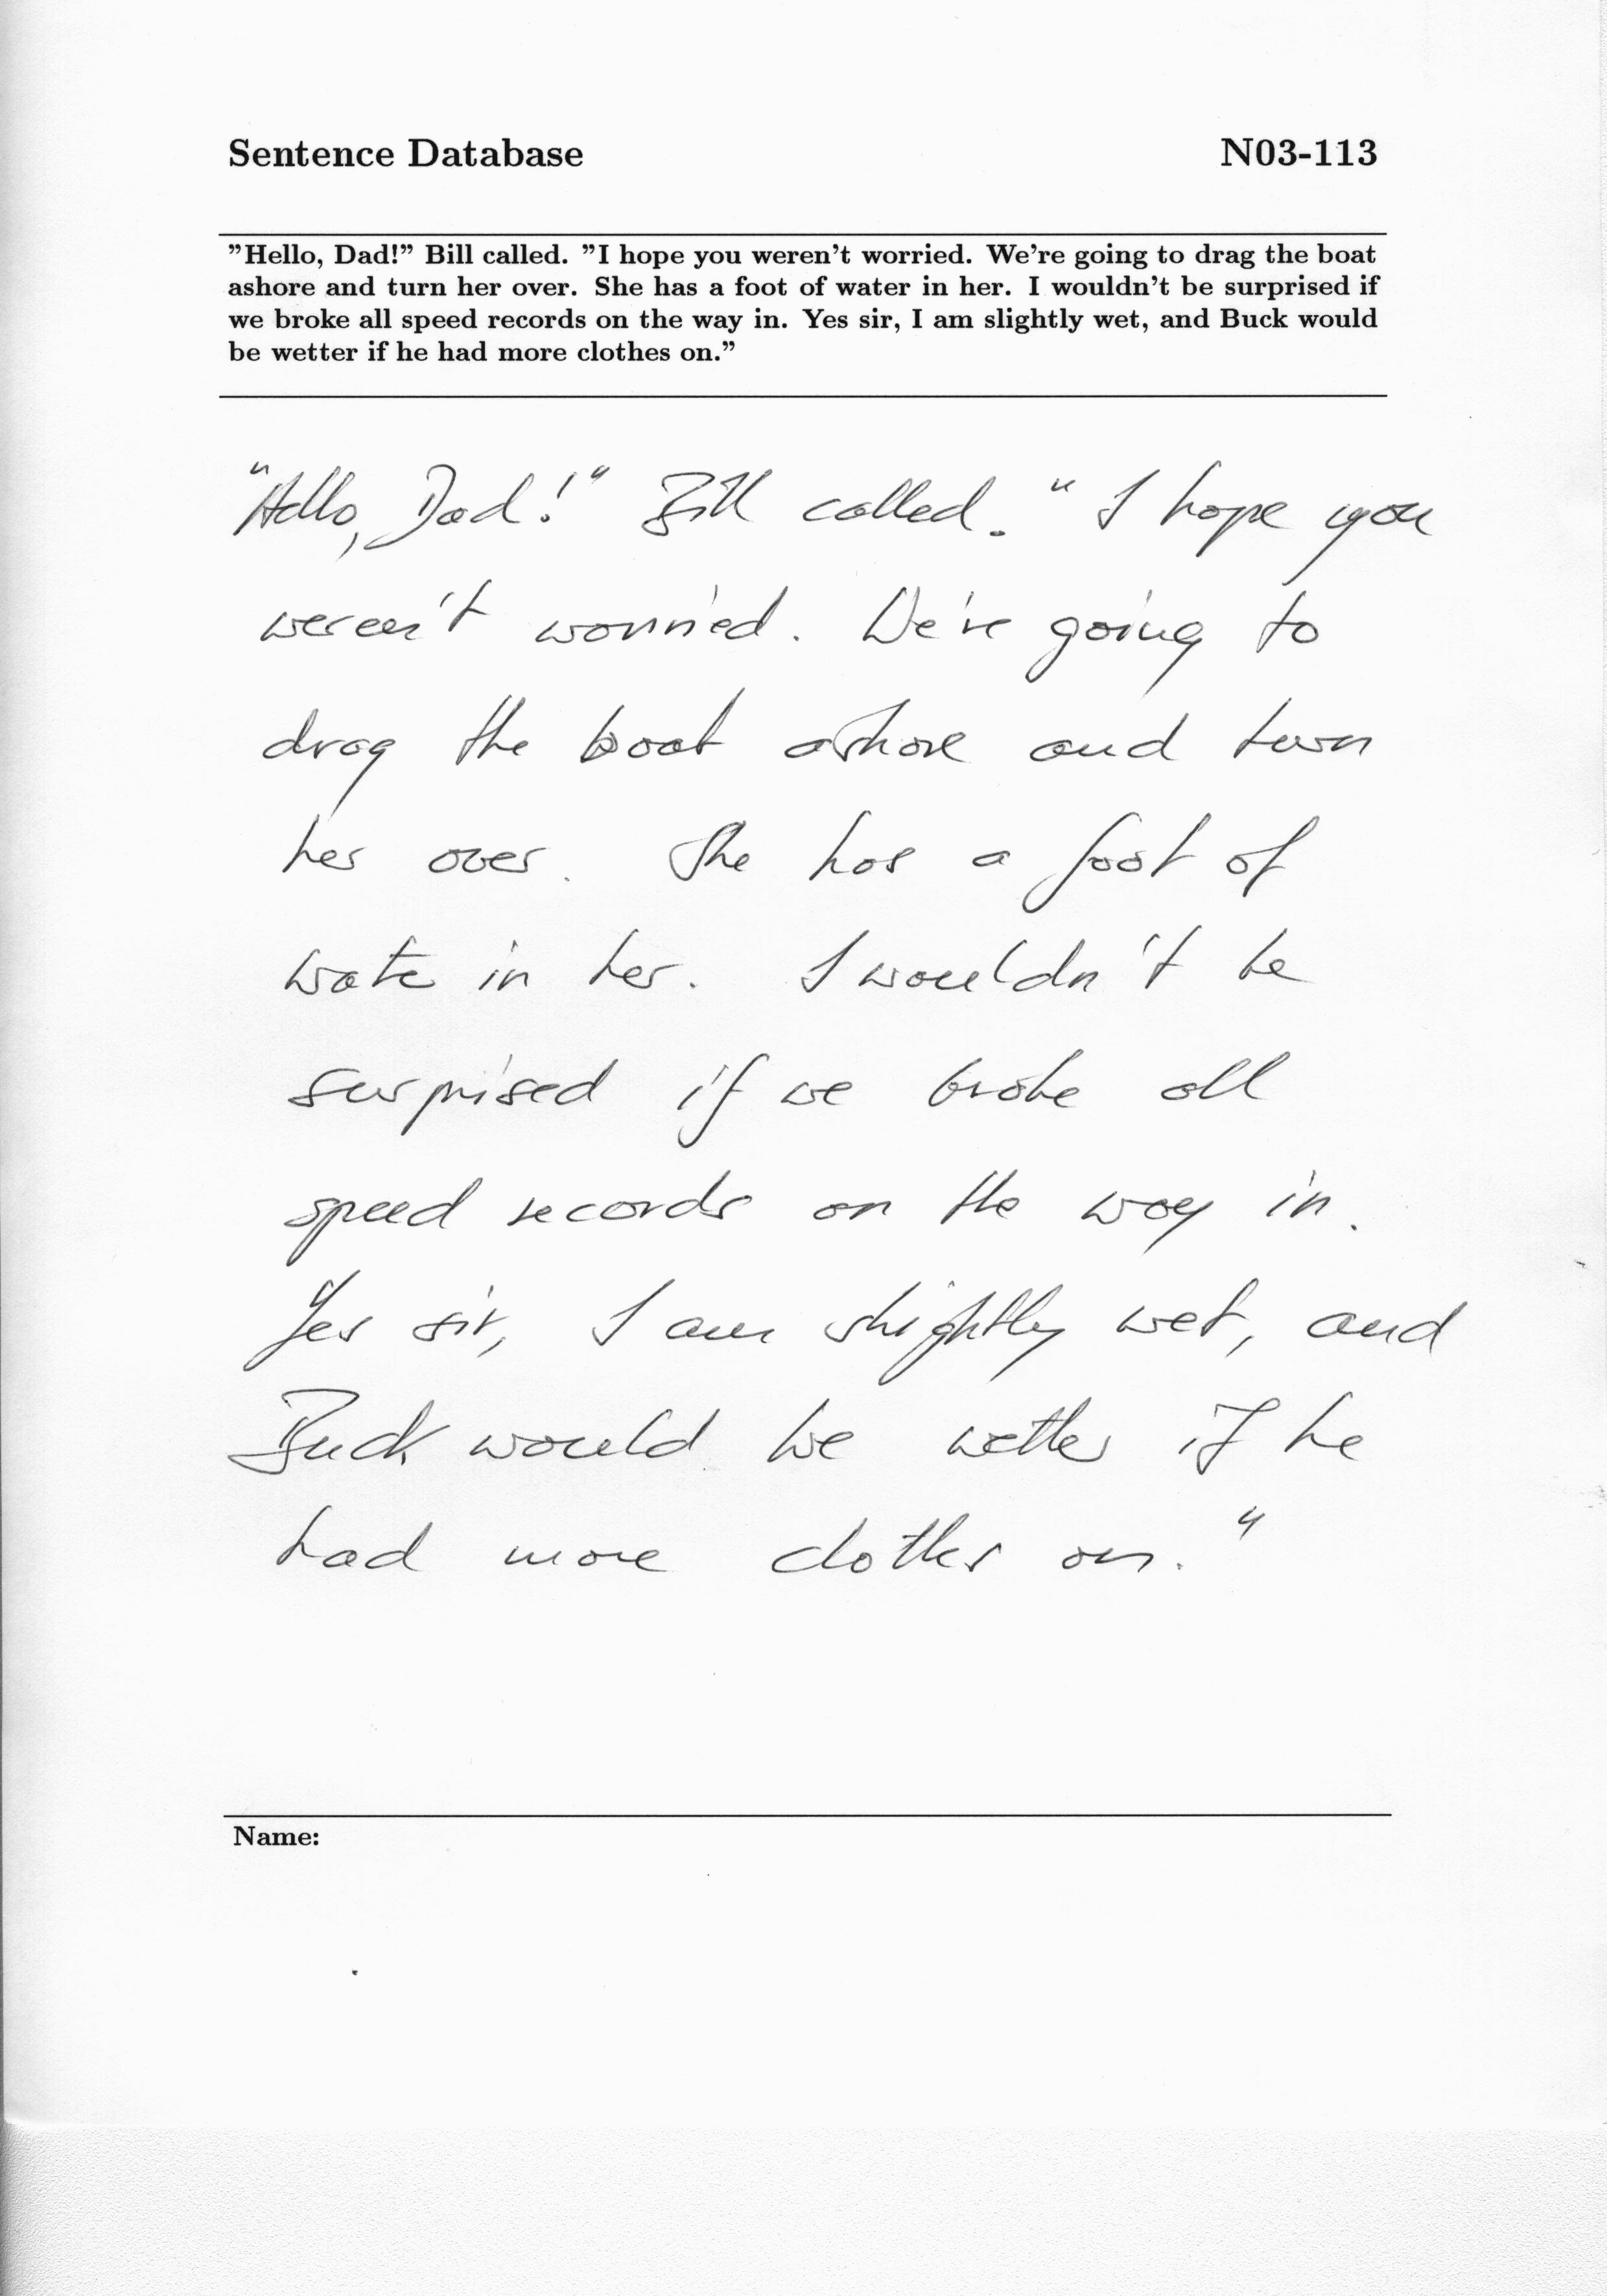 Sentence Database N03-113
”Hello, Dad!” Bill called. ”I hope you weren’t worried. We’re going to drag the boat
ashore and turn her over. She has a foot of water in her. I wouldn’t be surprised if
we broke all speed records on the way in. Yes sir, I am slightly wet, and Buck would
be wetter if he had more clothes on.”
"Hello, Dad!" Bill called. "I hope you
weren't worried. We're going to
drag the boat ashore and turn
her over. She has a foot of
wate in her. I wouldn't be
surprised if we broke all
speed records on the way in.
Yes sir, I am slightly wet, and
Buck would be wetter if he
had more clothes on."
Name: